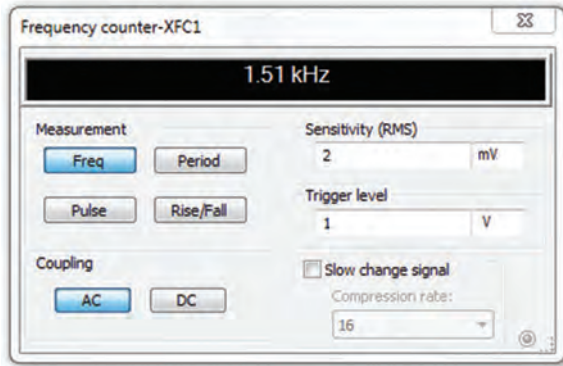 Frequency counter-XFC1
1.51 kHz
Measurement
Freq Period
Pulse Rise/Fall
Coupling
AC DC
Sensitivity (RMS)
2 mV
Trigger level
1 V
Slow change signal
Compression rate:
16